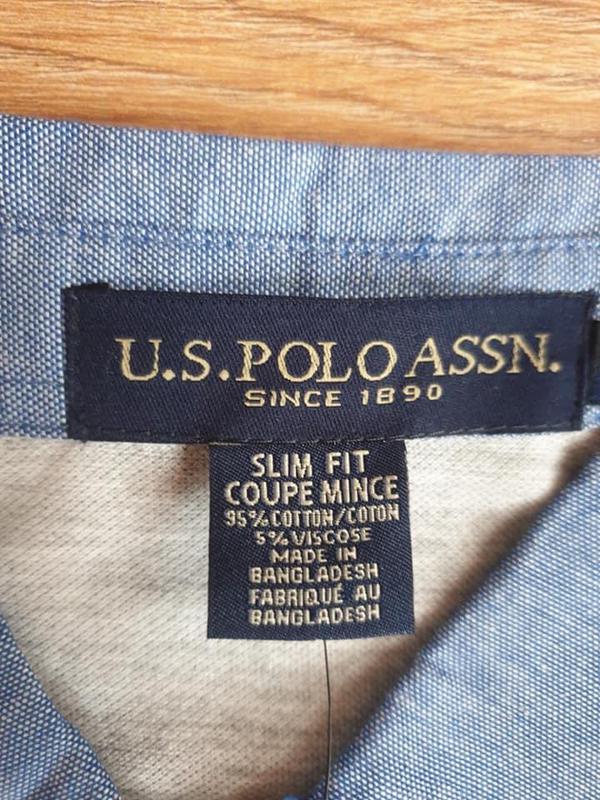 U.S. POLO ASSN.
SINCE 1890
SLIM FIT
COUPE MINCE
95% COTTON/COTON
5% VISCOSE
MADE IN
BANGLADESH
FABRIQUÉ AU
BANGLADESH